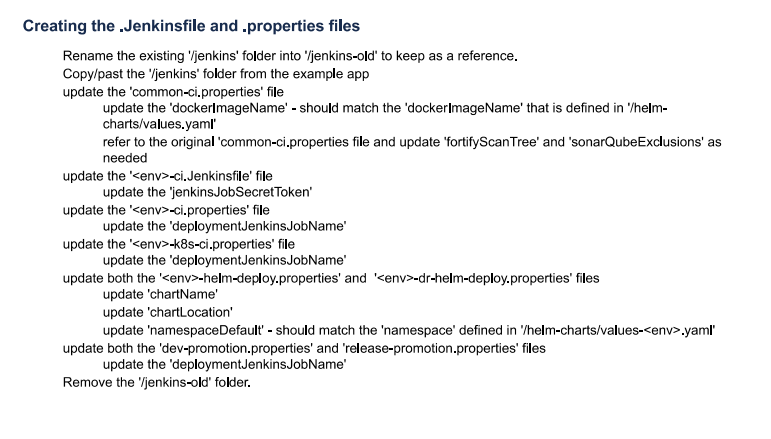 Creating the .Jenkinsfile and .properties files
Rename the existing '/jenkins' folder into '/jenkins-old' to keep as a reference.
Copy/past the '/jenkins' folder from the example app
update the 'common-ci.properties' file
update the 'dockerImageName' - should match the 'dockerImageName' that is defined in '/helm-
charts/values.yaml'
refer to the original 'common-ci.properties file and update 'fortifyScanTree' and 'sonarQubeExclusions' as
needed
update the '<env>-ci.Jenkinsfile' file
update the 'jenkinsJobSecretToken'
update the '<env>-ci.properties' file
update the 'deploymentJenkinsJobName'
update the '<env>-k8s-ci.properties' file
update the 'deploymentJenkinsJobName'
update both the '<env>-helm-deploy.properties' and '<env>-dr-helm-deploy.properties' files
update 'chartName'
update 'chartLocation'
update 'namespaceDefault' - should match the 'namespace' defined in '/helm-charts/values-<env>.yaml'
update both the 'dev-promotion.properties' and 'release-promotion.properties' files
update the 'deploymentJenkinsJobName'
Remove the '/jenkins-old' folder.